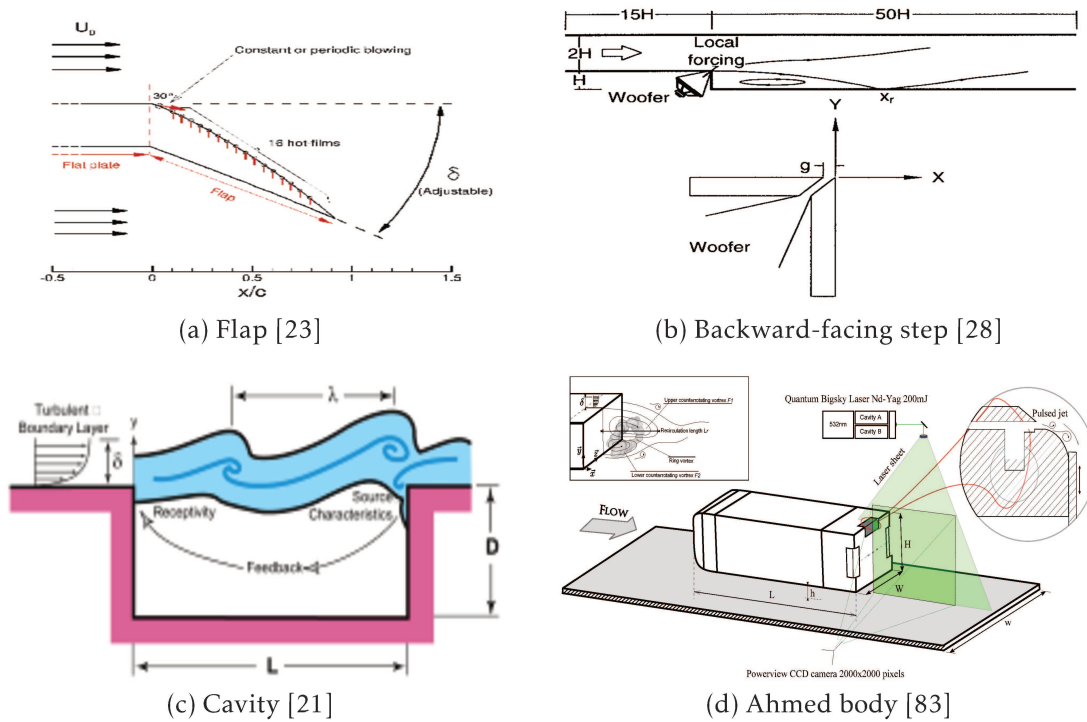 U₀
Constant or periodic blowing
30°
16 hot-films
Flat plate
Flap
δ
(Adjustable)
-0.5
0
0.5
1
1.5
x/c
(a) Flap [23]
15H
50H
2H
H
Local
forcing
Woofer
Xr
Y
g
X
Woofer
(b) Backward-facing step [28]
Turbulent
Boundary Layer
y
δ
λ
Receptivity
Source
Characteristics
Feedback
D
L
(c) Cavity [21]
Upper counterrotating vortex F1
Recirculation length Lr
Ring vortex
Lower counterrotating vortex F2
Quantum Bigsky Laser Nd-Yag 200mJ
532nm
Cavity A
Cavity B
Pulsed jet
Laser sheet
FLOW
H
W
L
h
w
Powerview CCD camera 2000x2000 pixels
(d) Ahmed body [83]